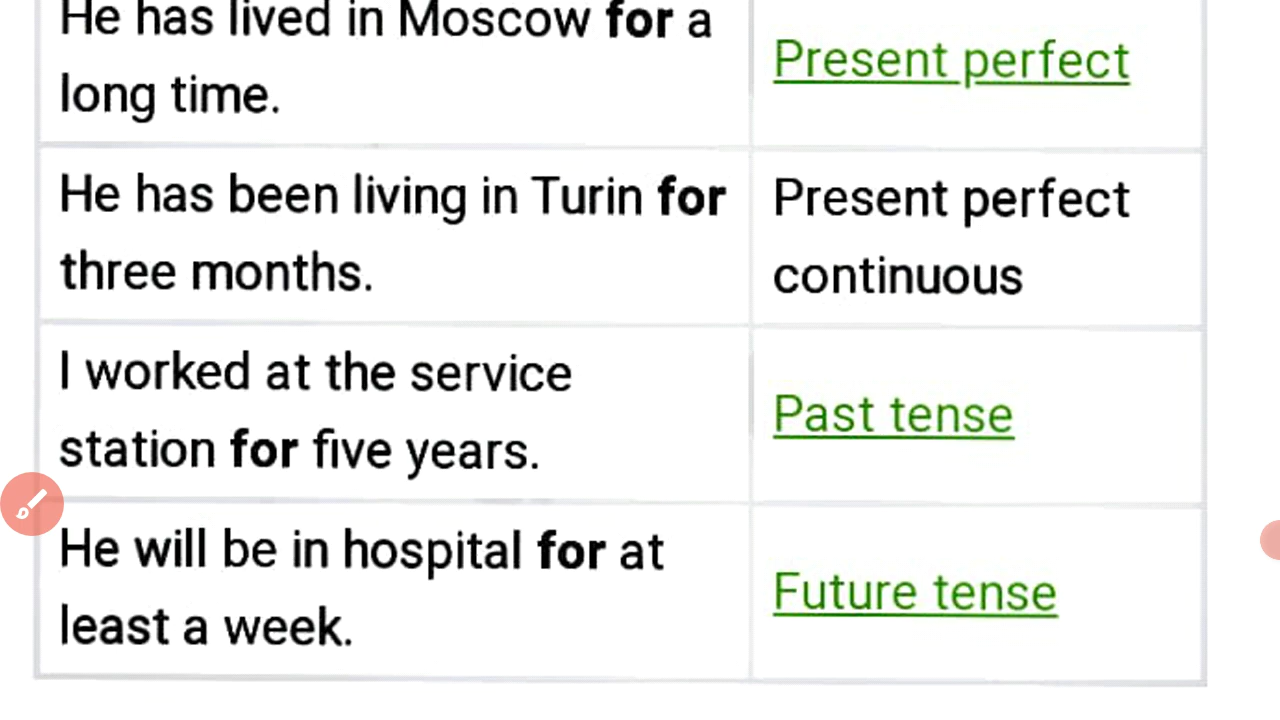 He has lived in Moscow for a
long time.
Present perfect
He has been living in Turin for
three months.
Present perfect
continuous
I worked at the service
station for five years.
Past tense
He will be in hospital for at
least a week.
Future tense